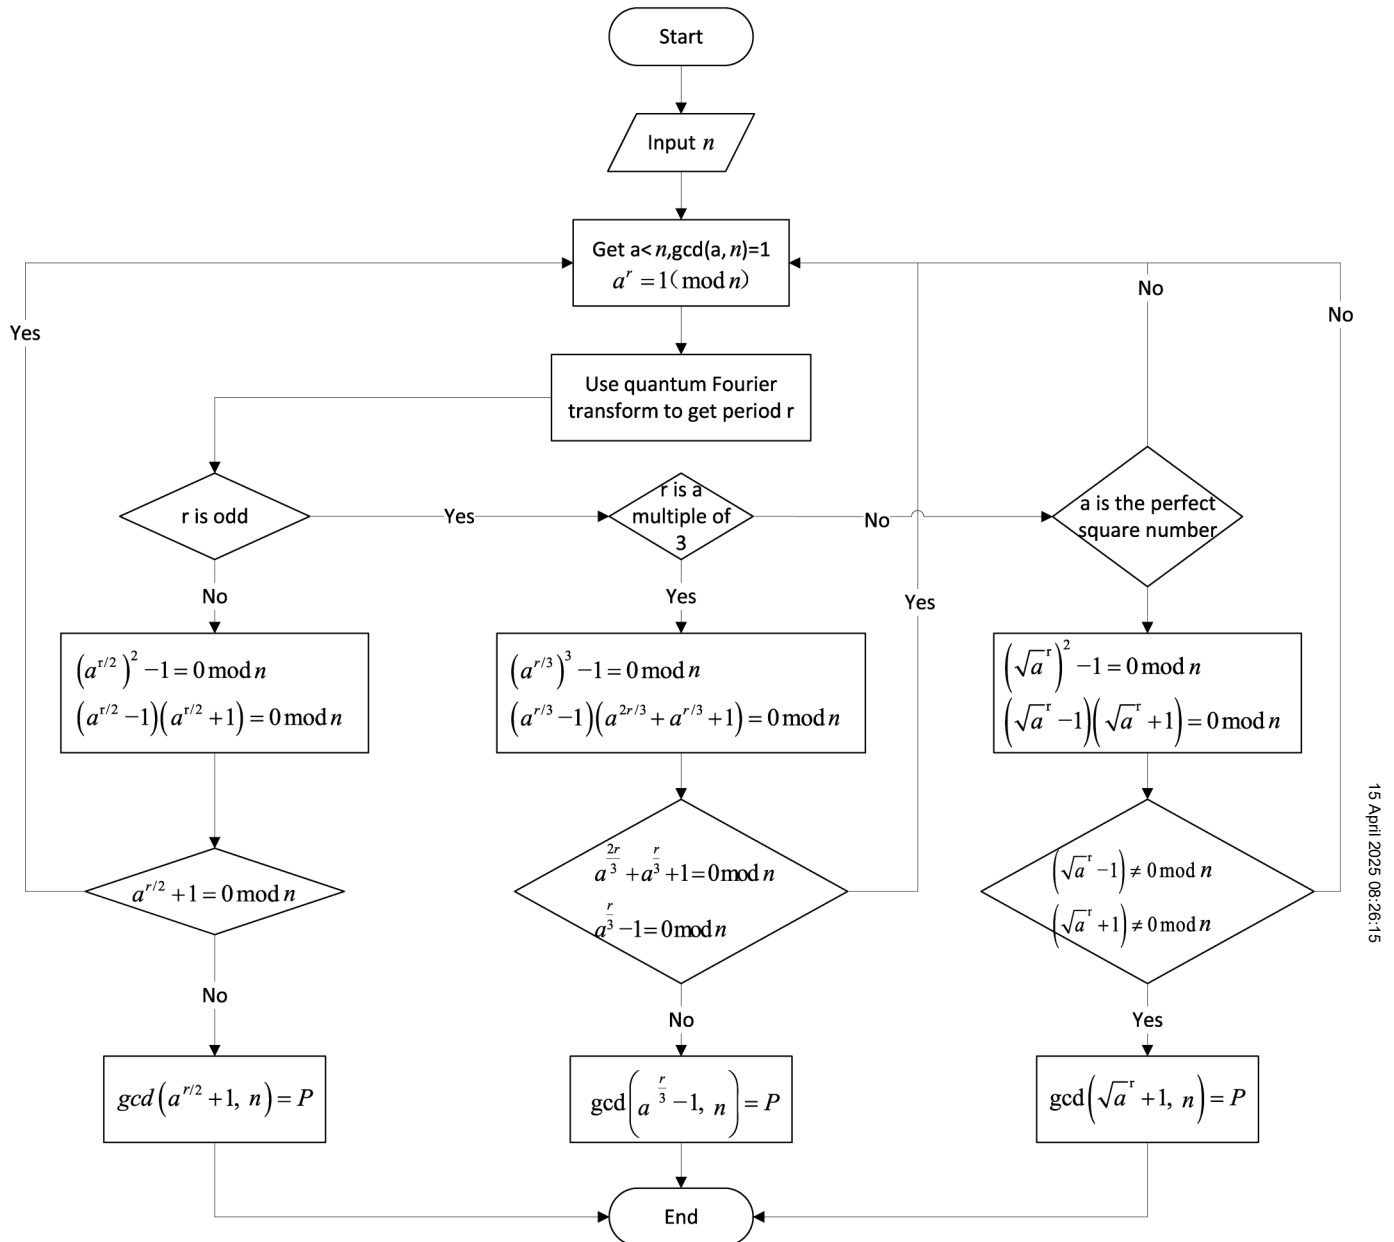 Start
Input n
Get a< n,gcd(a, n)=1
a^r = 1(mod n)
No
No
Yes
Use quantum Fourier
transform to get period r
r is odd
Yes
r is a
multiple of
3
No
a is the perfect
square number
No
Yes
Yes
(a^{r/2})^2 −1 = 0 mod n
(a^{r/2} −1)(a^{r/2} +1) = 0 mod n
(a^{r/3})^3 −1 = 0 mod n
(a^{r/3} −1)(a^{2r/3} + a^{r/3} +1) = 0 mod n
(√a^r)^2 −1 = 0 mod n
(√a^r −1)(√a^r +1) = 0 mod n
a^{r/2} +1 = 0 mod n
a^{2r/3} + a^{r/3} +1 = 0 mod n
a^{r/3} −1 = 0 mod n
(√a^r −1) ≠ 0 mod n
(√a^r +1) ≠ 0 mod n
No
No
Yes
gcd(a^{r/2} +1, n) = P
gcd(a^{r/3} −1, n) = P
gcd(√a^r +1, n) = P
End
15 April 2025 08:26:15